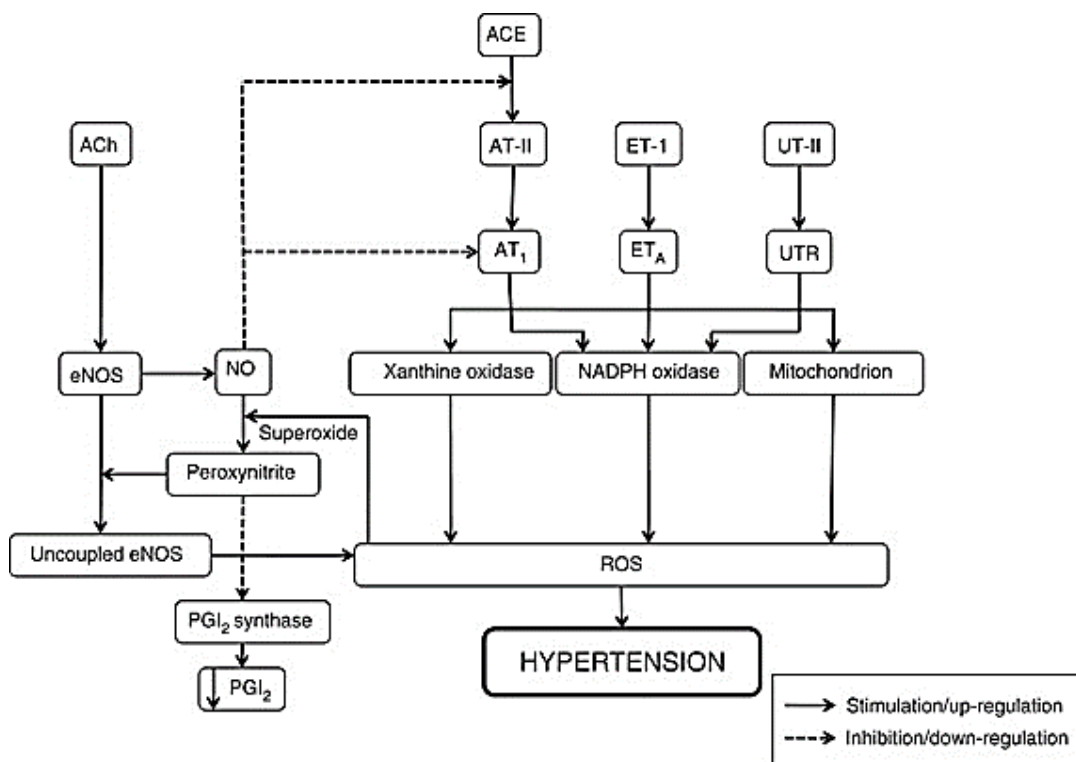 ACE
ACh
AT-II
ET-1
UT-II
AT₁
ET_A
UTR
eNOS
NO
Xanthine oxidase
NADPH oxidase
Mitochondrion
Superoxide
Peroxynitrite
Uncoupled eNOS
ROS
PGI₂ synthase
HYPERTENSION
PGI₂
Stimulation/up-regulation
Inhibition/down-regulation